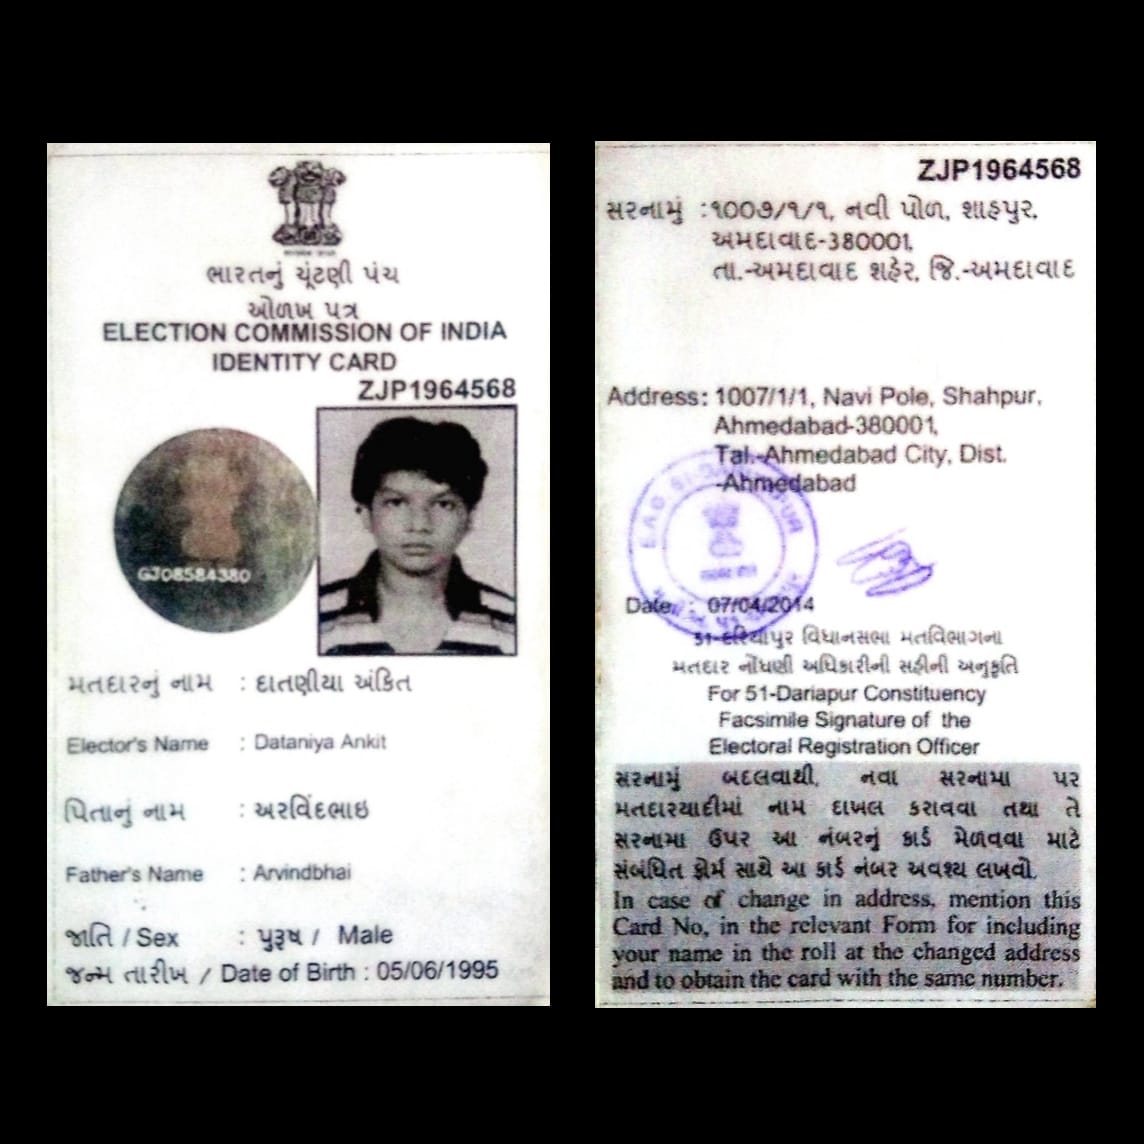 ભારતનું ચૂંટણી પંચ
ઓળખ પત્ર
ELECTION COMMISSION OF INDIA
IDENTITY CARD
ZJP1964568
GJ08584380
મતદારનું નામ : દાતણીયા અંકિત
Elector's Name : Dataniya Ankit
પિતાનું નામ : અરવિંદભાઇ
Father's Name : Arvindbhai
જાતિ / Sex : પુરૂષ / Male
જન્મ તારીખ / Date of Birth : 05/06/1995
ZJP1964568
સરનામું :૧૦૦૭/૧/૧, નવી પોળ, શાહપુર,
અમદાવાદ-380001,
તા.-અમદાવાદ શહેર, જિ.-અમદાવાદ
Address: 1007/1/1, Navi Pole, Shahpur,
Ahmedabad-380001,
Tal.-Ahmedabad City, Dist.
-Ahmedabad
Date : 07/04/2014
51-દરિયાપુર વિધાનસભા મતવિભાગના
મતદાર નોંધણી અધિકારીની સહીની અનુકૃતિ
For 51-Dariapur Constituency
Facsimile Signature of the
Electoral Registration Officer
સરનામું બદલવાથી, નવા સરનામા પર
મતદારયાદીમાં નામ દાખલ કરાવવા તથા તે
સરનામા ઉપર આ નંબરનું કાર્ડ મેળવવા માટે
સંબંધિત ફોર્મ સાથે આ કાર્ડ નંબર અવશ્ય લખવો.
In case of change in address, mention this
Card No, in the relevant Form for including
your name in the roll at the changed address
and to obtain the card with the same number.